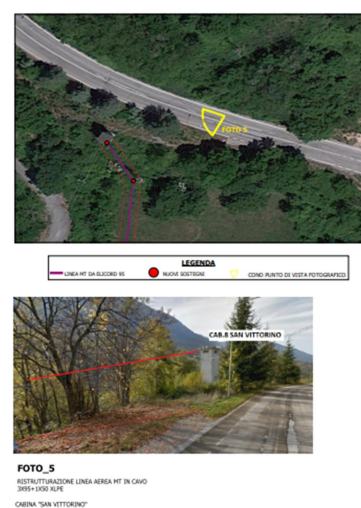 FOTO 5
LEGENDA
LINEA MT DA ELICORD 95
NUOVI SOSTEGNI
CONO PUNTO DI VISTA FOTOGRAFICO
CAB.8 SAN VITTORINO
FOTO_5
RISTRUTTURAZIONE LINEA AEREA MT IN CAVO
3X95+1X50 XLPE
CABINA "SAN VITTORINO"